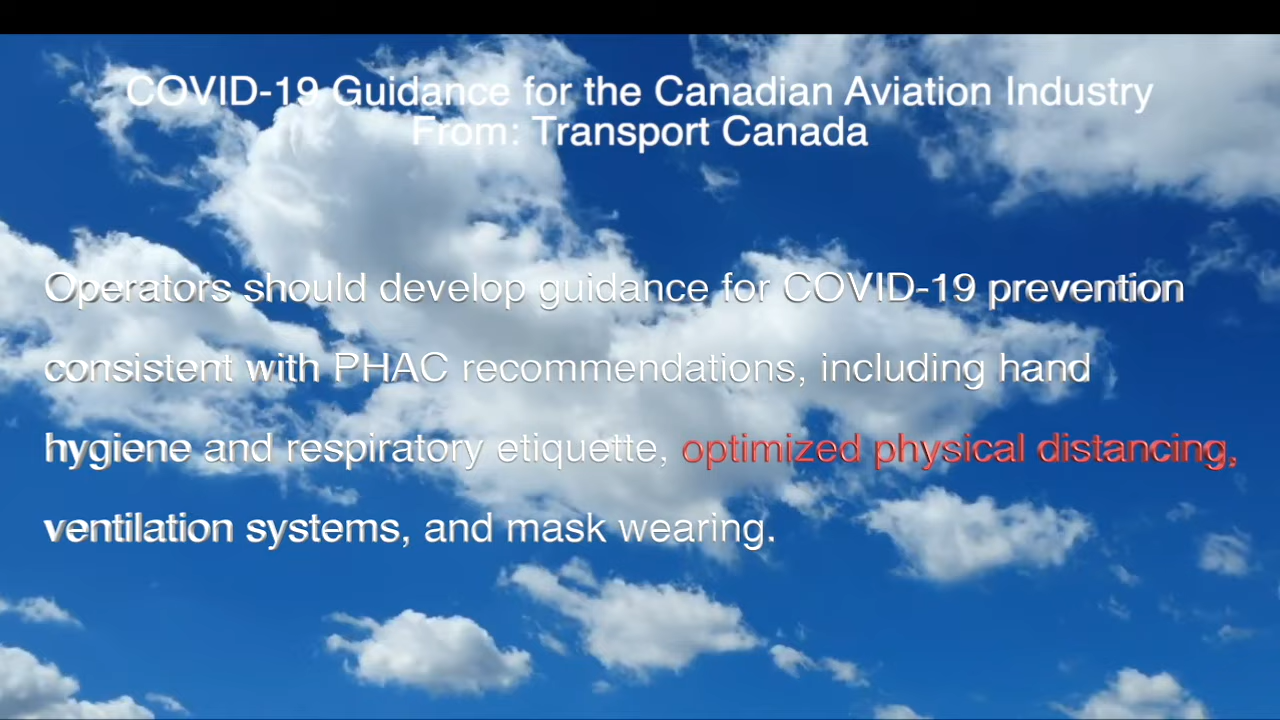 COVID-19 Guidance for the Canadian Aviation Industry
From: Transport Canada
Operators should develop guidance for COVID-19 prevention
consistent with PHAC recommendations, including hand
hygiene and respiratory etiquette, optimized physical distancing,
ventilation systems, and mask wearing.